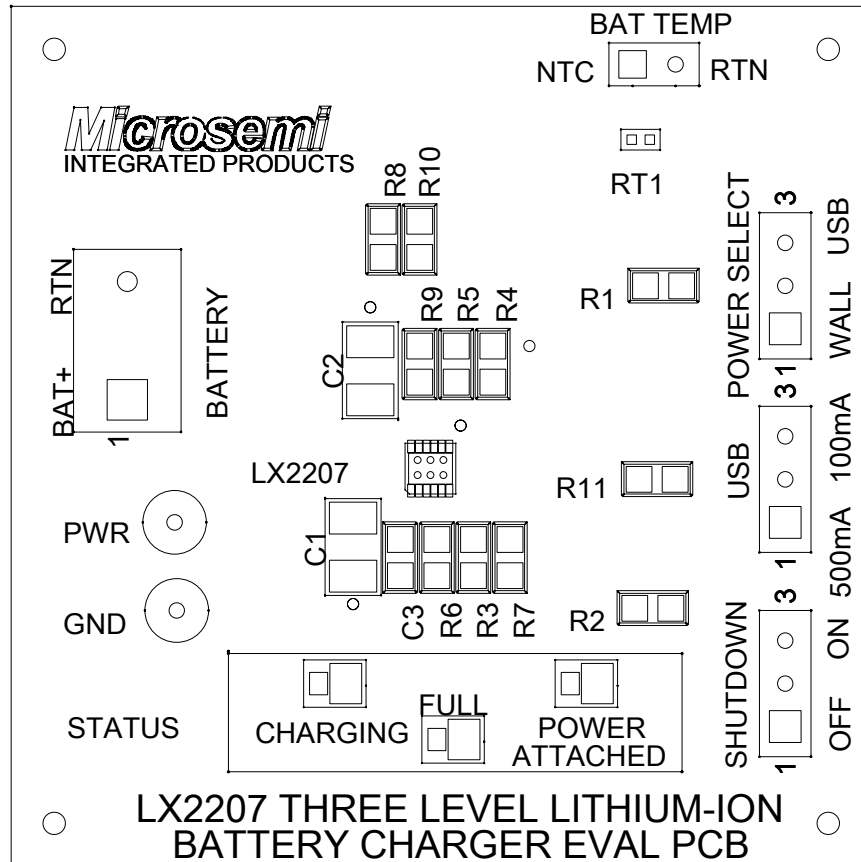 BAT TEMP
NTC
RTN
Microsemi
INTEGRATED PRODUCTS
RT1
R8
R10
POWER SELECT
3
USB
WALL
1
R1
RTN
BAT+
1
BATTERY
C2
R9
R5
R4
LX2207
R11
USB
3
100mA
500mA
1
PWR
GND
C1
C3
R6
R3
R7
R2
SHUTDOWN
3
ON
OFF
1
STATUS
CHARGING
FULL
POWER
ATTACHED
LX2207 THREE LEVEL LITHIUM-ION
BATTERY CHARGER EVAL PCB